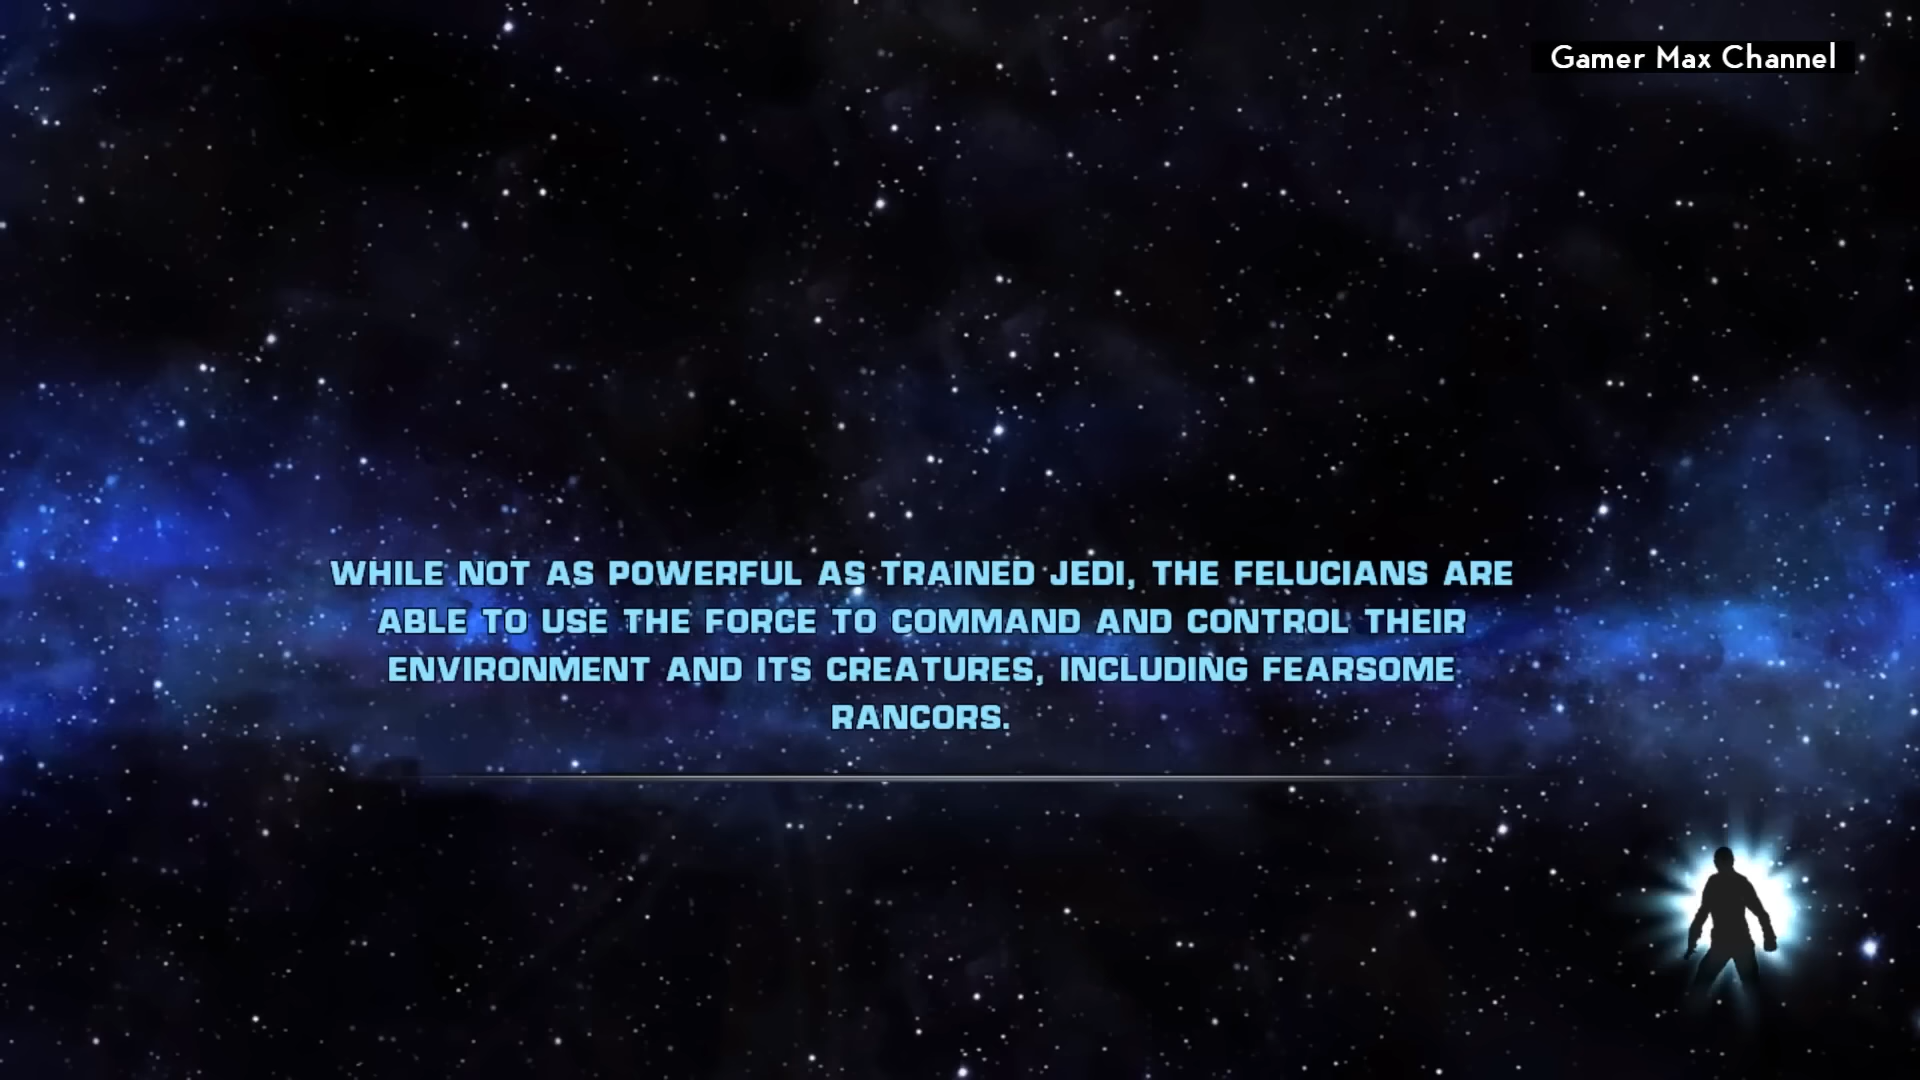 Gamer Max Channel
WHILE NOT AS POWERFUL AS TRAINED JEDI, THE FELUCIANS ARE
ABLE TO USE THE FORCE TO COMMAND AND CONTROL THEIR
ENVIRONMENT AND ITS CREATURES, INCLUDING FEARSOME
RANCORS.